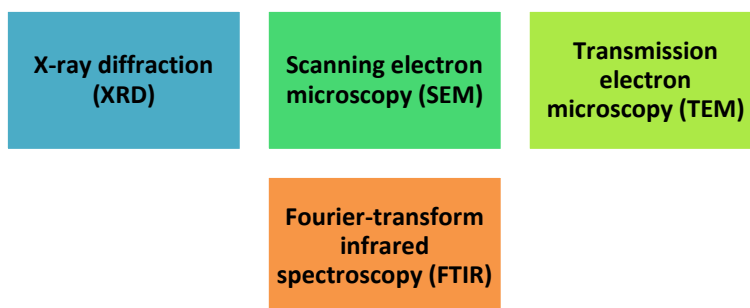 X-ray diffraction
(XRD)
Scanning electron
microscopy (SEM)
Transmission
electron
microscopy (TEM)
Fourier-transform
infrared
spectroscopy (FTIR)